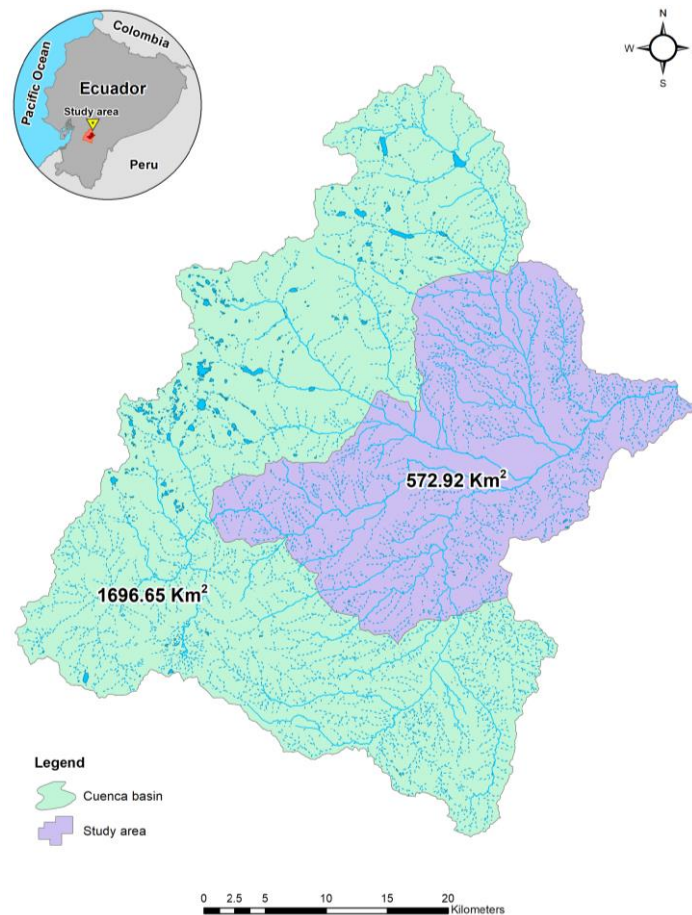 N
W E
S
Colombia
Pacific Ocean
Ecuador
Study area
Peru
572.92 Km²
1696.65 Km²
Legend
Cuenca basin
Study area
0 2.5 5 10 15 20
Kilometers